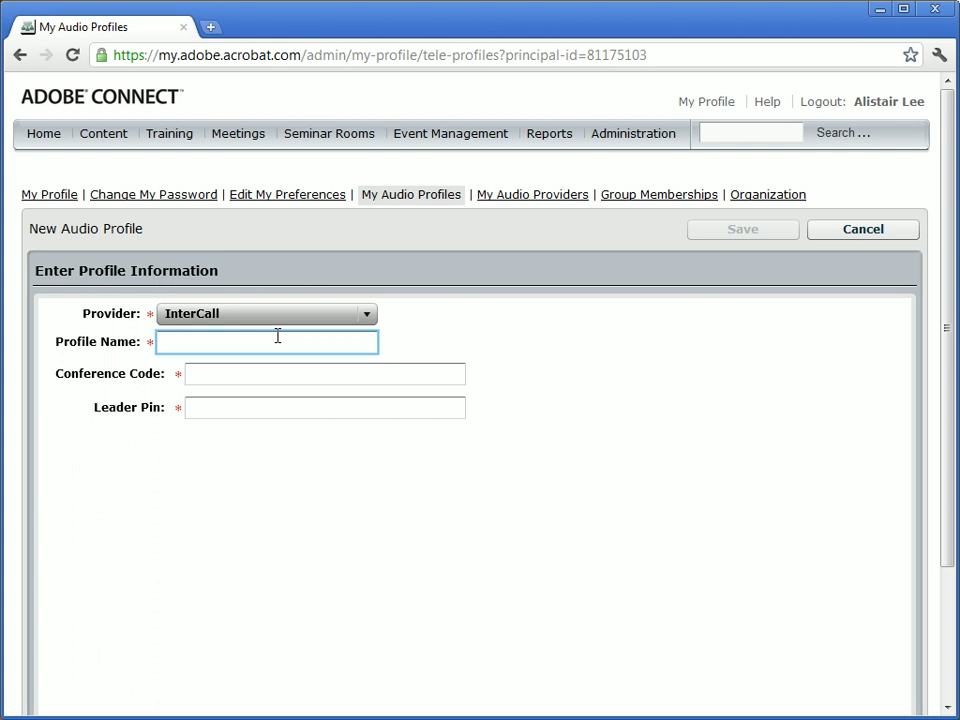 My Audio Profiles
https://my.adobe.acrobat.com/admin/my-profile/tele-profiles?principal-id=81175103
ADOBE® CONNECT™
My Profile | Help | Logout: Alistair Lee
Home Content Training Meetings Seminar Rooms Event Management Reports Administration Search ...
My Profile | Change My Password | Edit My Preferences | My Audio Profiles | My Audio Providers | Group Memberships | Organization
New Audio Profile Save Cancel
Enter Profile Information
Provider: * InterCall
Profile Name: *
Conference Code: *
Leader Pin: *